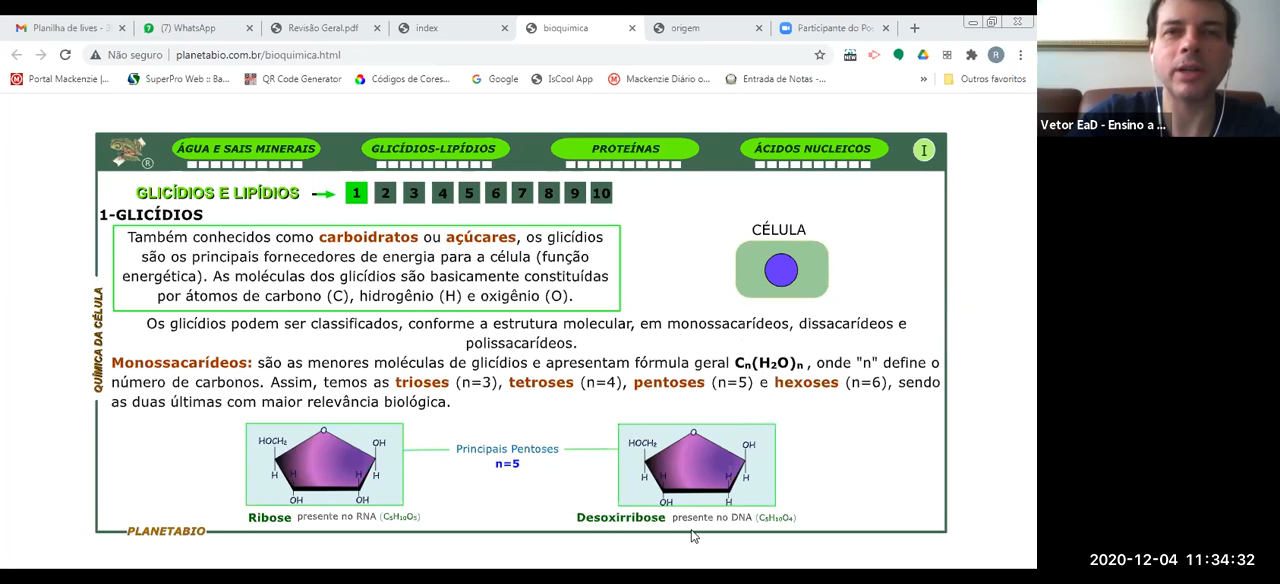 Planilha de lives - 3
(7) WhatsApp
Revisão Geral.pdf
index
bioquimica
origem
Participante do Po
Não seguro | planetabio.com.br/bioquimica.html
NEW
R
Portal Mackenzie |...
SuperPro Web :: Ba...
QR Code Generator
Códigos de Cores...
Google
IsCool App
Mackenzie Diário o...
Entrada de Notas -...
»
Outros favoritos
Vetor EaD - Ensino a ...
ÁGUA E SAIS MINERAIS
GLICÍDIOS-LIPÍDIOS
PROTEÍNAS
ÁCIDOS NUCLEICOS
I
®
GLICÍDIOS E LIPÍDIOS 1 2 3 4 5 6 7 8 9 10
1-GLICÍDIOS
Também conhecidos como carboidratos ou açúcares, os glicídios
são os principais fornecedores de energia para a célula (função
energética). As moléculas dos glicídios são basicamente constituídas
por átomos de carbono (C), hidrogênio (H) e oxigênio (O).
CÉLULA
QUÍMICA DA CÉLULA
Os glicídios podem ser classificados, conforme a estrutura molecular, em monossacarídeos, dissacarídeos e
polissacarídeos.
Monossacarídeos: são as menores moléculas de glicídios e apresentam fórmula geral Cn(H₂O)n , onde "n" define o
número de carbonos. Assim, temos as trioses (n=3), tetroses (n=4), pentoses (n=5) e hexoses (n=6), sendo
as duas últimas com maior relevância biológica.
O
HOCH₂ OH
H H H H
OH OH
Principais Pentoses
n=5
O
HOCH₂ OH
H H H H
OH H
Ribose presente no RNA (C₅H₁₀O₅)
Desoxirribose presente no DNA (C₅H₁₀O₄)
PLANETABIO
2020-12-04 11:34:32